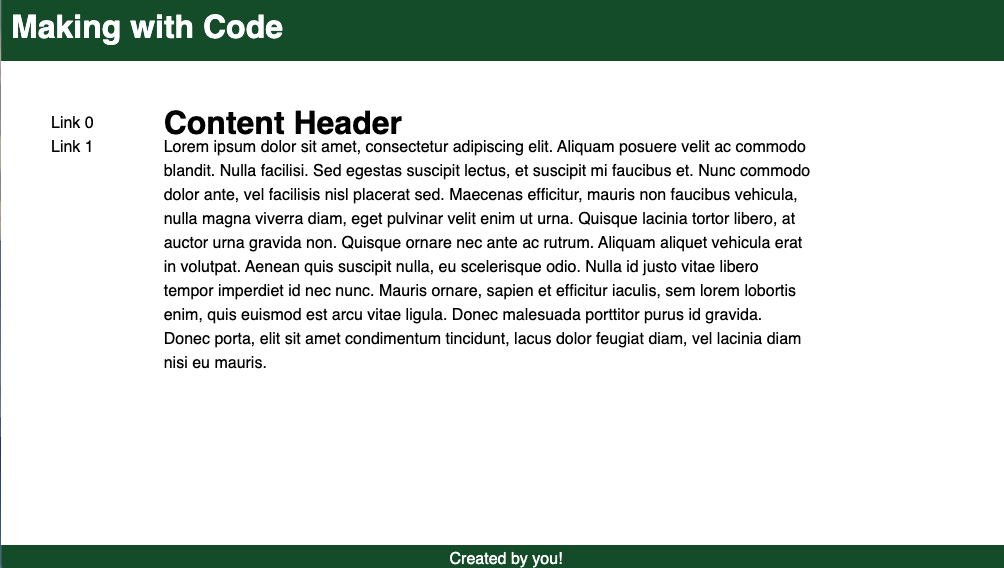 Making with Code
Link 0
Link 1
Content Header
Lorem ipsum dolor sit amet, consectetur adipiscing elit. Aliquam posuere velit ac commodo
blandit. Nulla facilisi. Sed egestas suscipit lectus, et suscipit mi faucibus et. Nunc commodo
dolor ante, vel facilisis nisl placerat sed. Maecenas efficitur, mauris non faucibus vehicula,
nulla magna viverra diam, eget pulvinar velit enim ut urna. Quisque lacinia tortor libero, at
auctor urna gravida non. Quisque ornare nec ante ac rutrum. Aliquam aliquet vehicula erat
in volutpat. Aenean quis suscipit nulla, eu scelerisque odio. Nulla id justo vitae libero
tempor imperdiet id nec nunc. Mauris ornare, sapien et efficitur iaculis, sem lorem lobortis
enim, quis euismod est arcu vitae ligula. Donec malesuada porttitor purus id gravida.
Donec porta, elit sit amet condimentum tincidunt, lacus dolor feugiat diam, vel lacinia diam
nisi eu mauris.
Created by you!